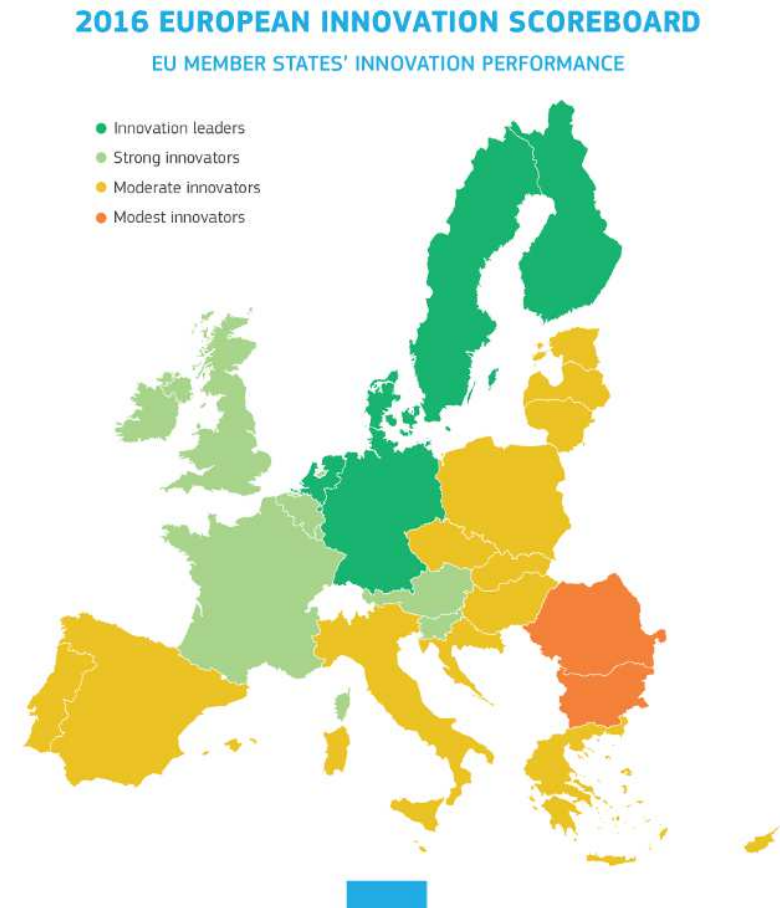 2016 EUROPEAN INNOVATION SCOREBOARD
EU MEMBER STATES' INNOVATION PERFORMANCE
Innovation leaders
Strong innovators
Moderate innovators
Modest innovators